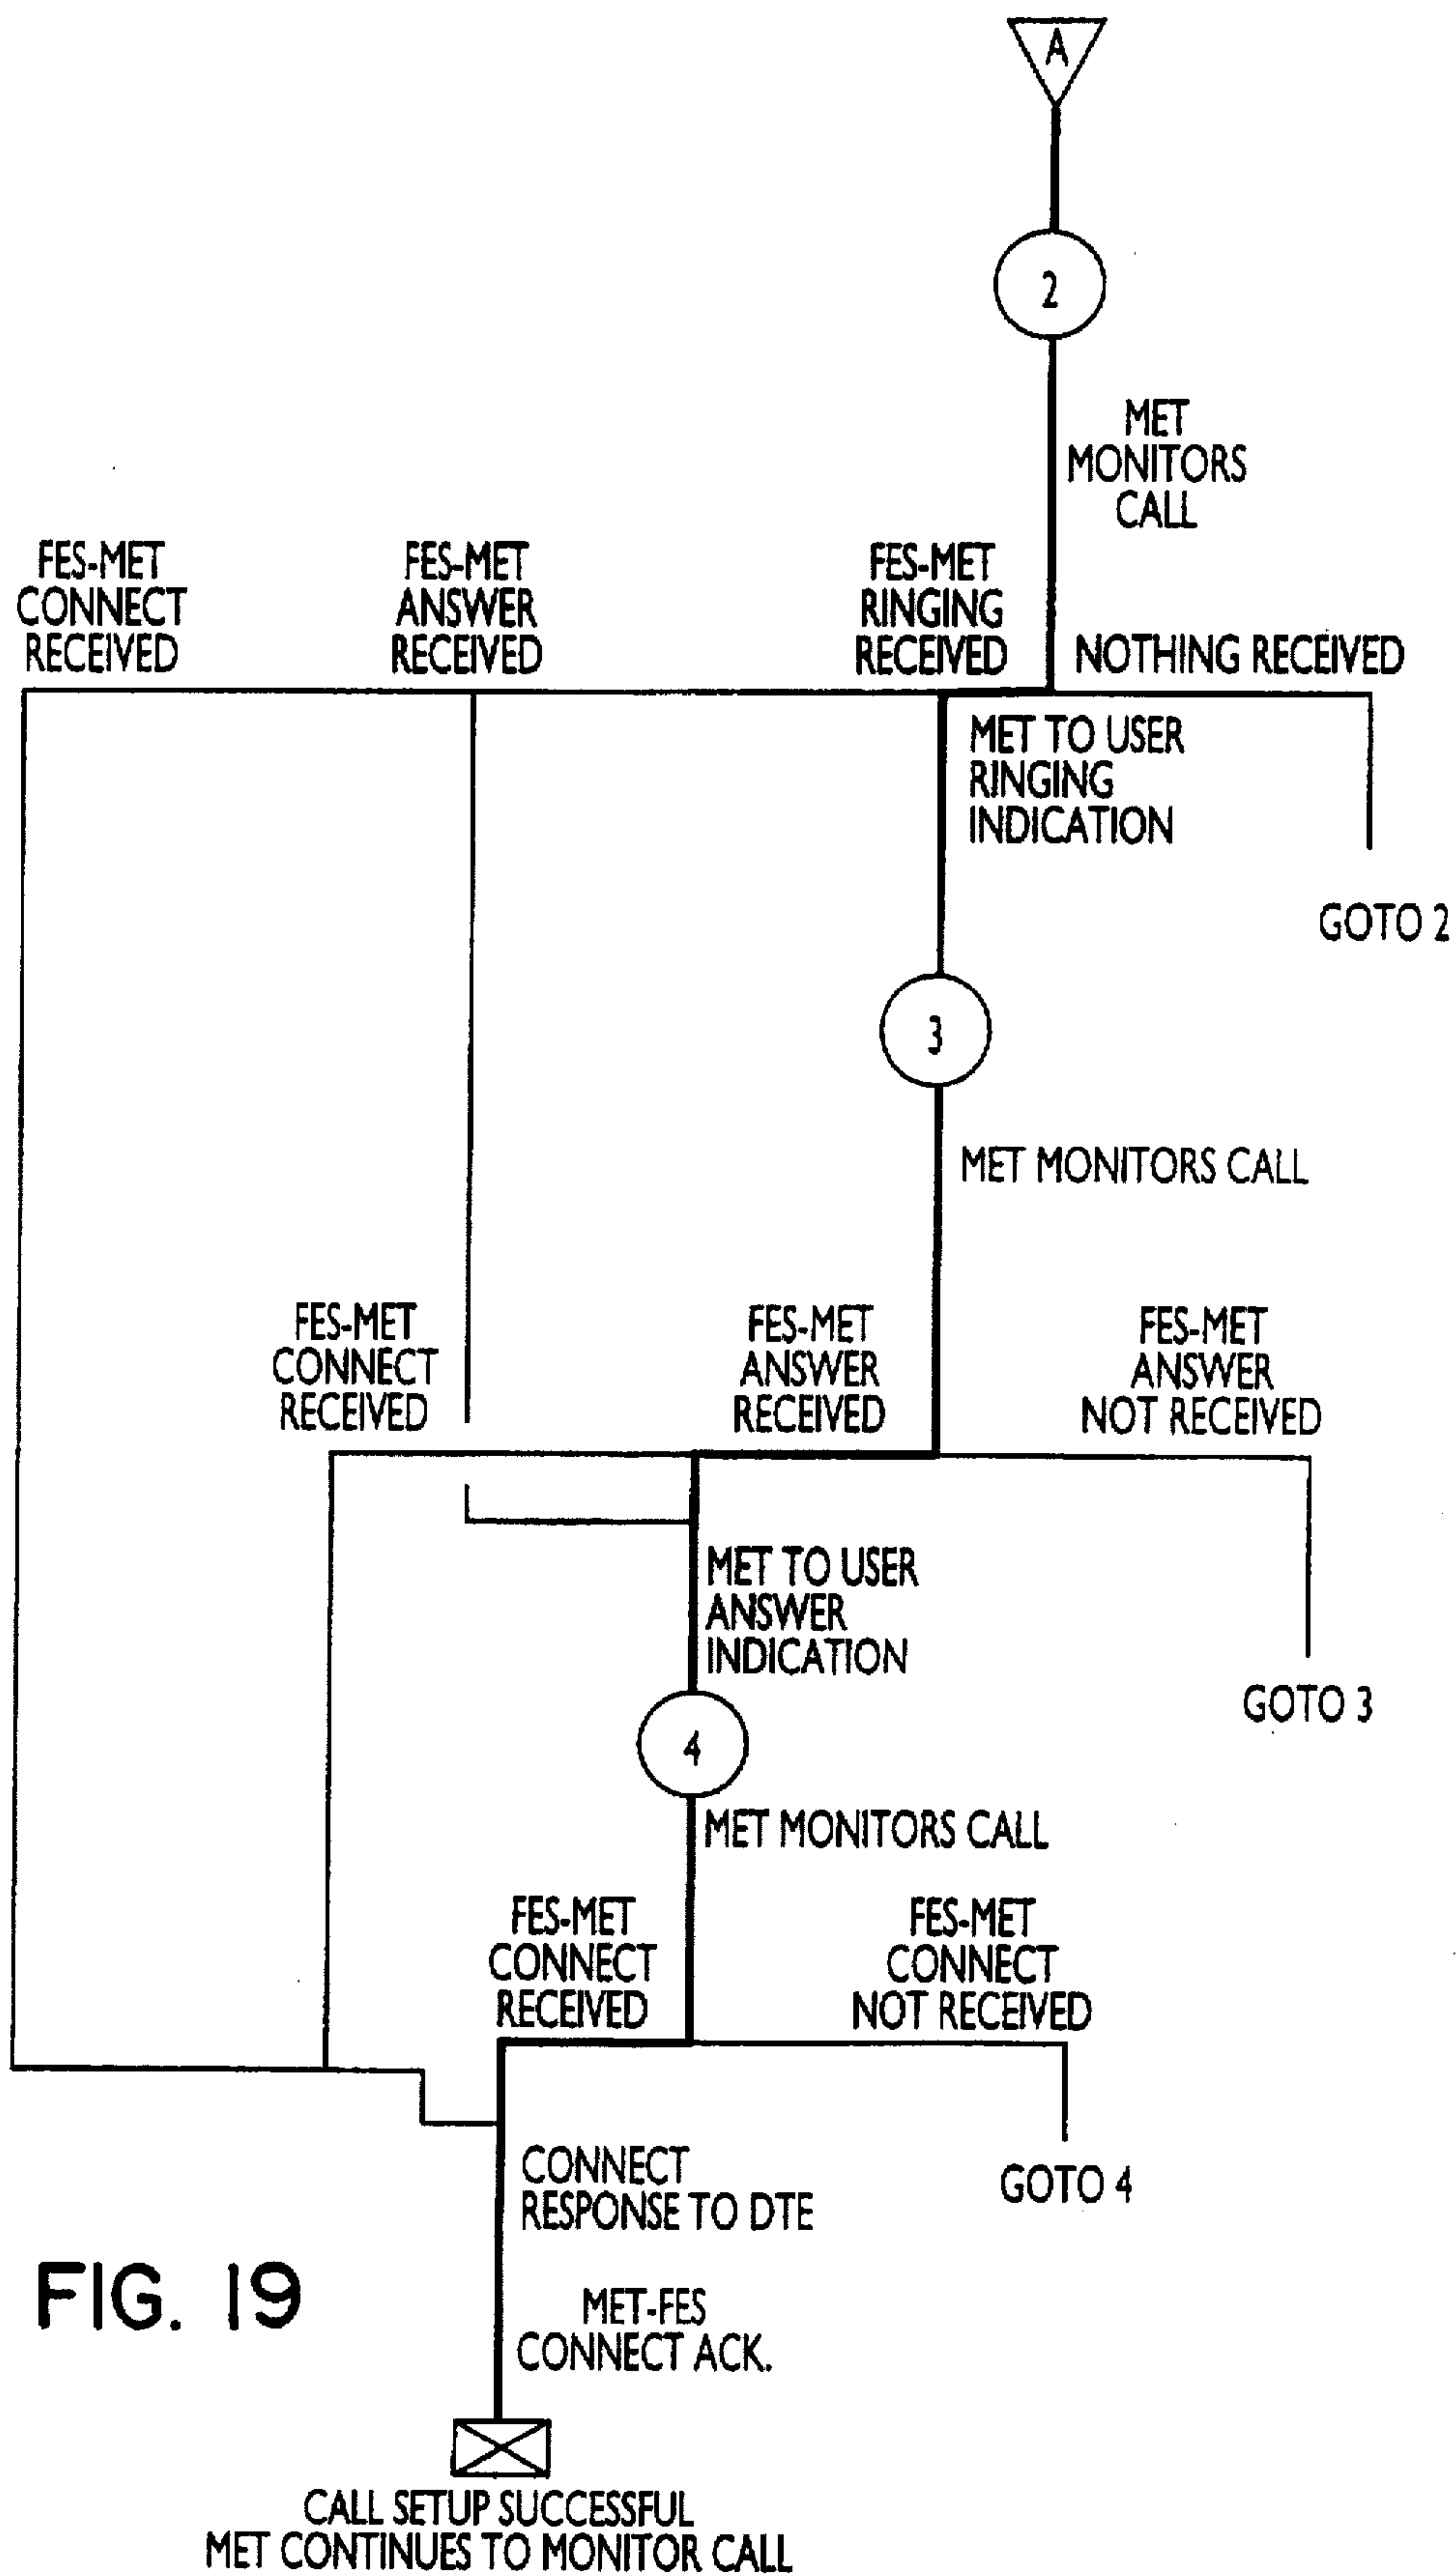 A
2
MET
MONITORS
CALL
FES-MET
CONNECT
RECEIVED
FES-MET
ANSWER
RECEIVED
FES-MET
RINGING
RECEIVED
NOTHING RECEIVED
MET TO USER
RINGING
INDICATION
GOTO 2
3
MET MONITORS CALL
FES-MET
CONNECT
RECEIVED
FES-MET
ANSWER
RECEIVED
FES-MET
ANSWER
NOT RECEIVED
MET TO USER
ANSWER
INDICATION
GOTO 3
4
MET MONITORS CALL
FES-MET
CONNECT
RECEIVED
FES-MET
CONNECT
NOT RECEIVED
CONNECT
RESPONSE TO DTE
GOTO 4
FIG. 19
MET-FES
CONNECT ACK.
CALL SETUP SUCCESSFUL
MET CONTINUES TO MONITOR CALL